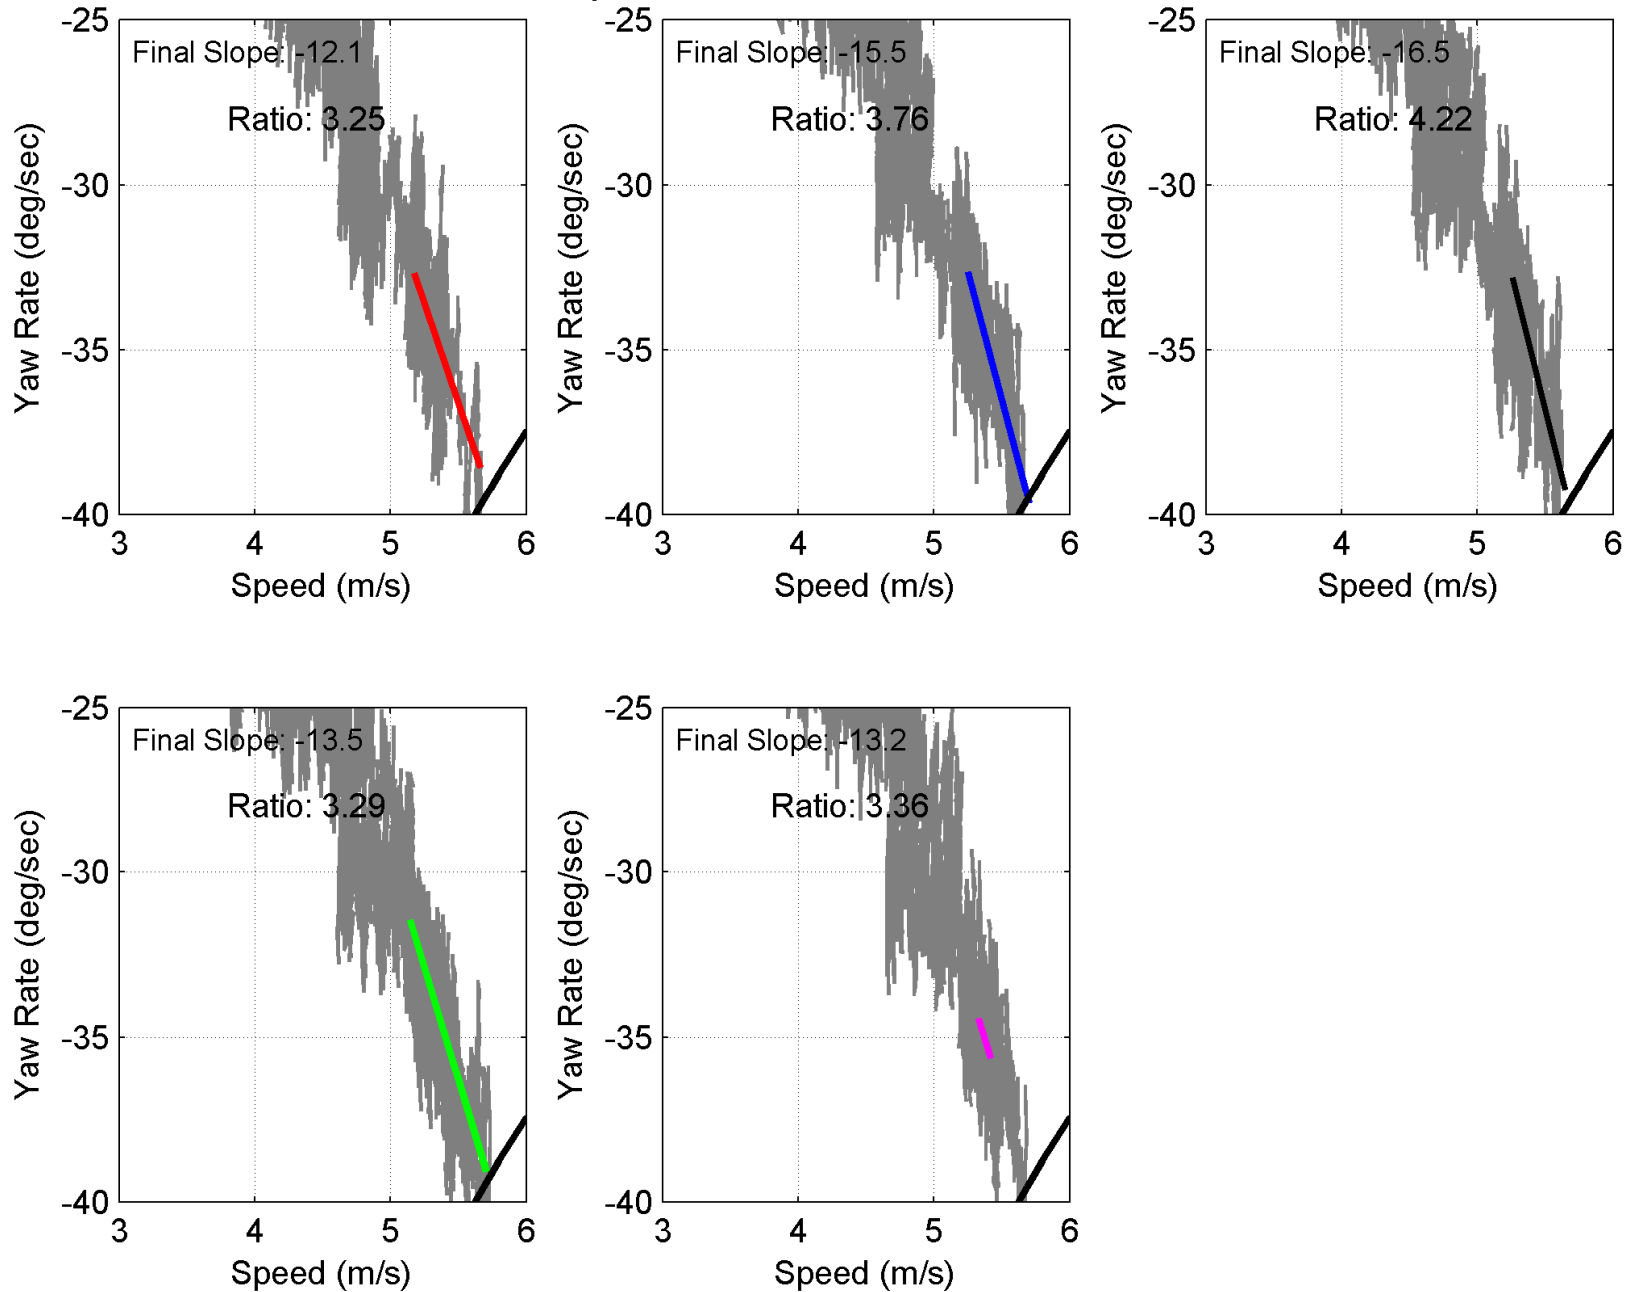 -25
-30
-35
-40
3 4 5 6
Yaw Rate (deg/sec)
Speed (m/s)
Final Slope: -12.1
Ratio: 3.25
-25
-30
-35
-40
3 4 5 6
Yaw Rate (deg/sec)
Speed (m/s)
Final Slope: -15.5
Ratio: 3.76
-25
-30
-35
-40
3 4 5 6
Yaw Rate (deg/sec)
Speed (m/s)
Final Slope: -16.5
Ratio: 4.22
-25
-30
-35
-40
3 4 5 6
Yaw Rate (deg/sec)
Speed (m/s)
Final Slope: -13.5
Ratio: 3.29
-25
-30
-35
-40
3 4 5 6
Yaw Rate (deg/sec)
Speed (m/s)
Final Slope: -13.2
Ratio: 3.36